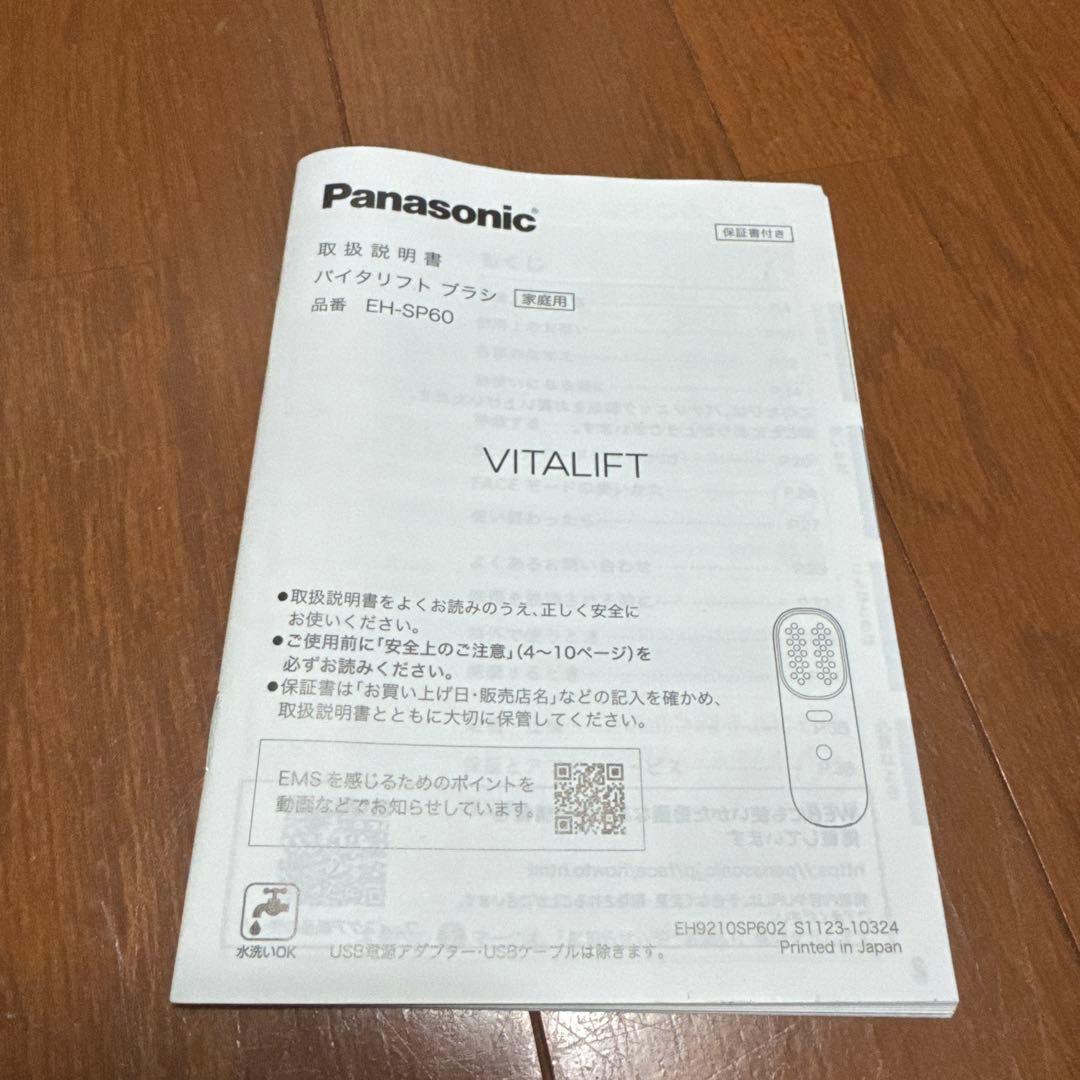 Panasonic®
保証書付き
取扱説明書
バイタリフト ブラシ 家庭用
品番 EH-SP60
VITALIFT
●取扱説明書をよくお読みのうえ、正しく安全に
お使いください。
●ご使用前に「安全上のご注意」(4〜10ページ)を
必ずお読みください。
●保証書は「お買い上げ日・販売店名」などの記入を確かめ、
取扱説明書とともに大切に保管してください。
EMSを感じるためのポイントを
動画などでお知らせしています。
水洗いOK
USB電源アダプター・USBケーブルは除きます。
EH9210SP602 S1123-10324
Printed in Japan